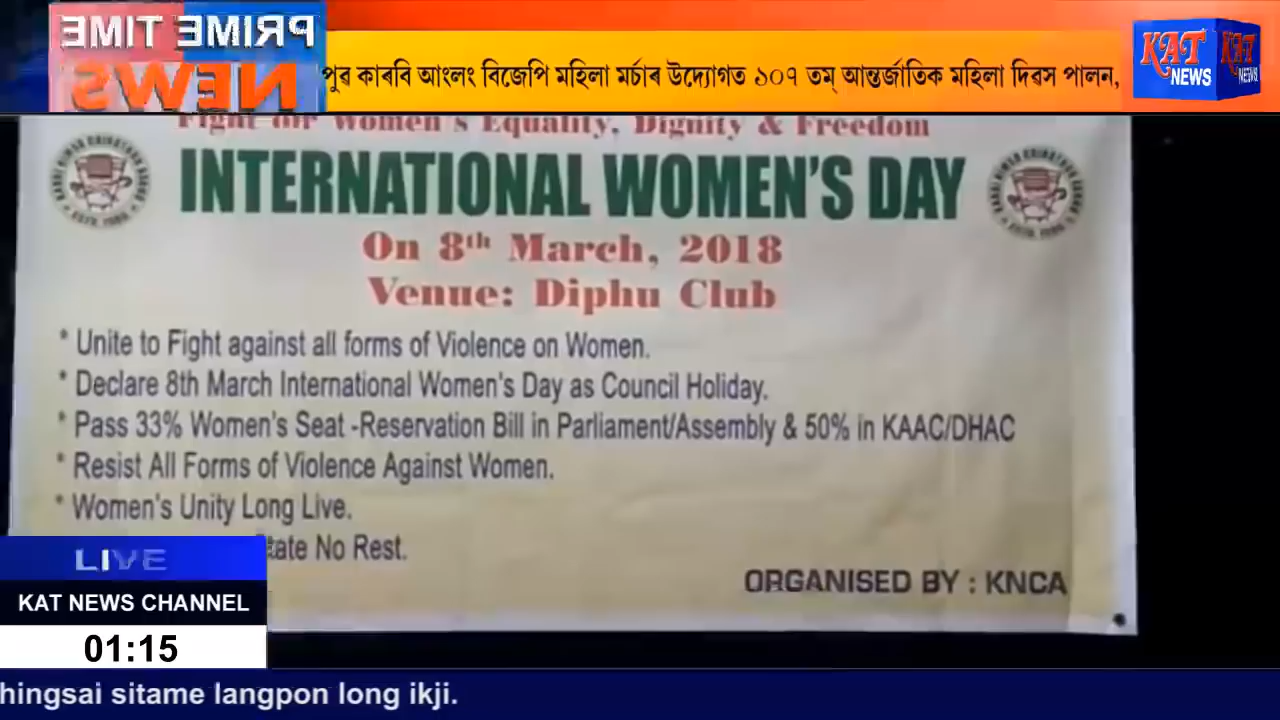 PRIME TIME
NEWS
পুৱ কাৰবি আংলং বিজেপি মহিলা মৰ্চাৰ উদ্যোগত ১০৭ তম্ আন্তৰ্জাতিক মহিলা দিৱস পালন,
KAT
NEWS
KAT
NEWS
Fight for Women's Equality, Dignity & Freedom
INTERNATIONAL WOMEN'S DAY
On 8th March, 2018
Venue: Diphu Club
* Unite to Fight against all forms of Violence on Women.
* Declare 8th March International Women's Day as Council Holiday.
* Pass 33% Women's Seat -Reservation Bill in Parliament/Assembly & 50% in KAAC/DHAC
* Resist All Forms of Violence Against Women.
* Women's Unity Long Live.
No Rest.
ORGANISED BY : KNCA
LIVE
KAT NEWS CHANNEL
01:15
hingsai sitame langpon long ikji.